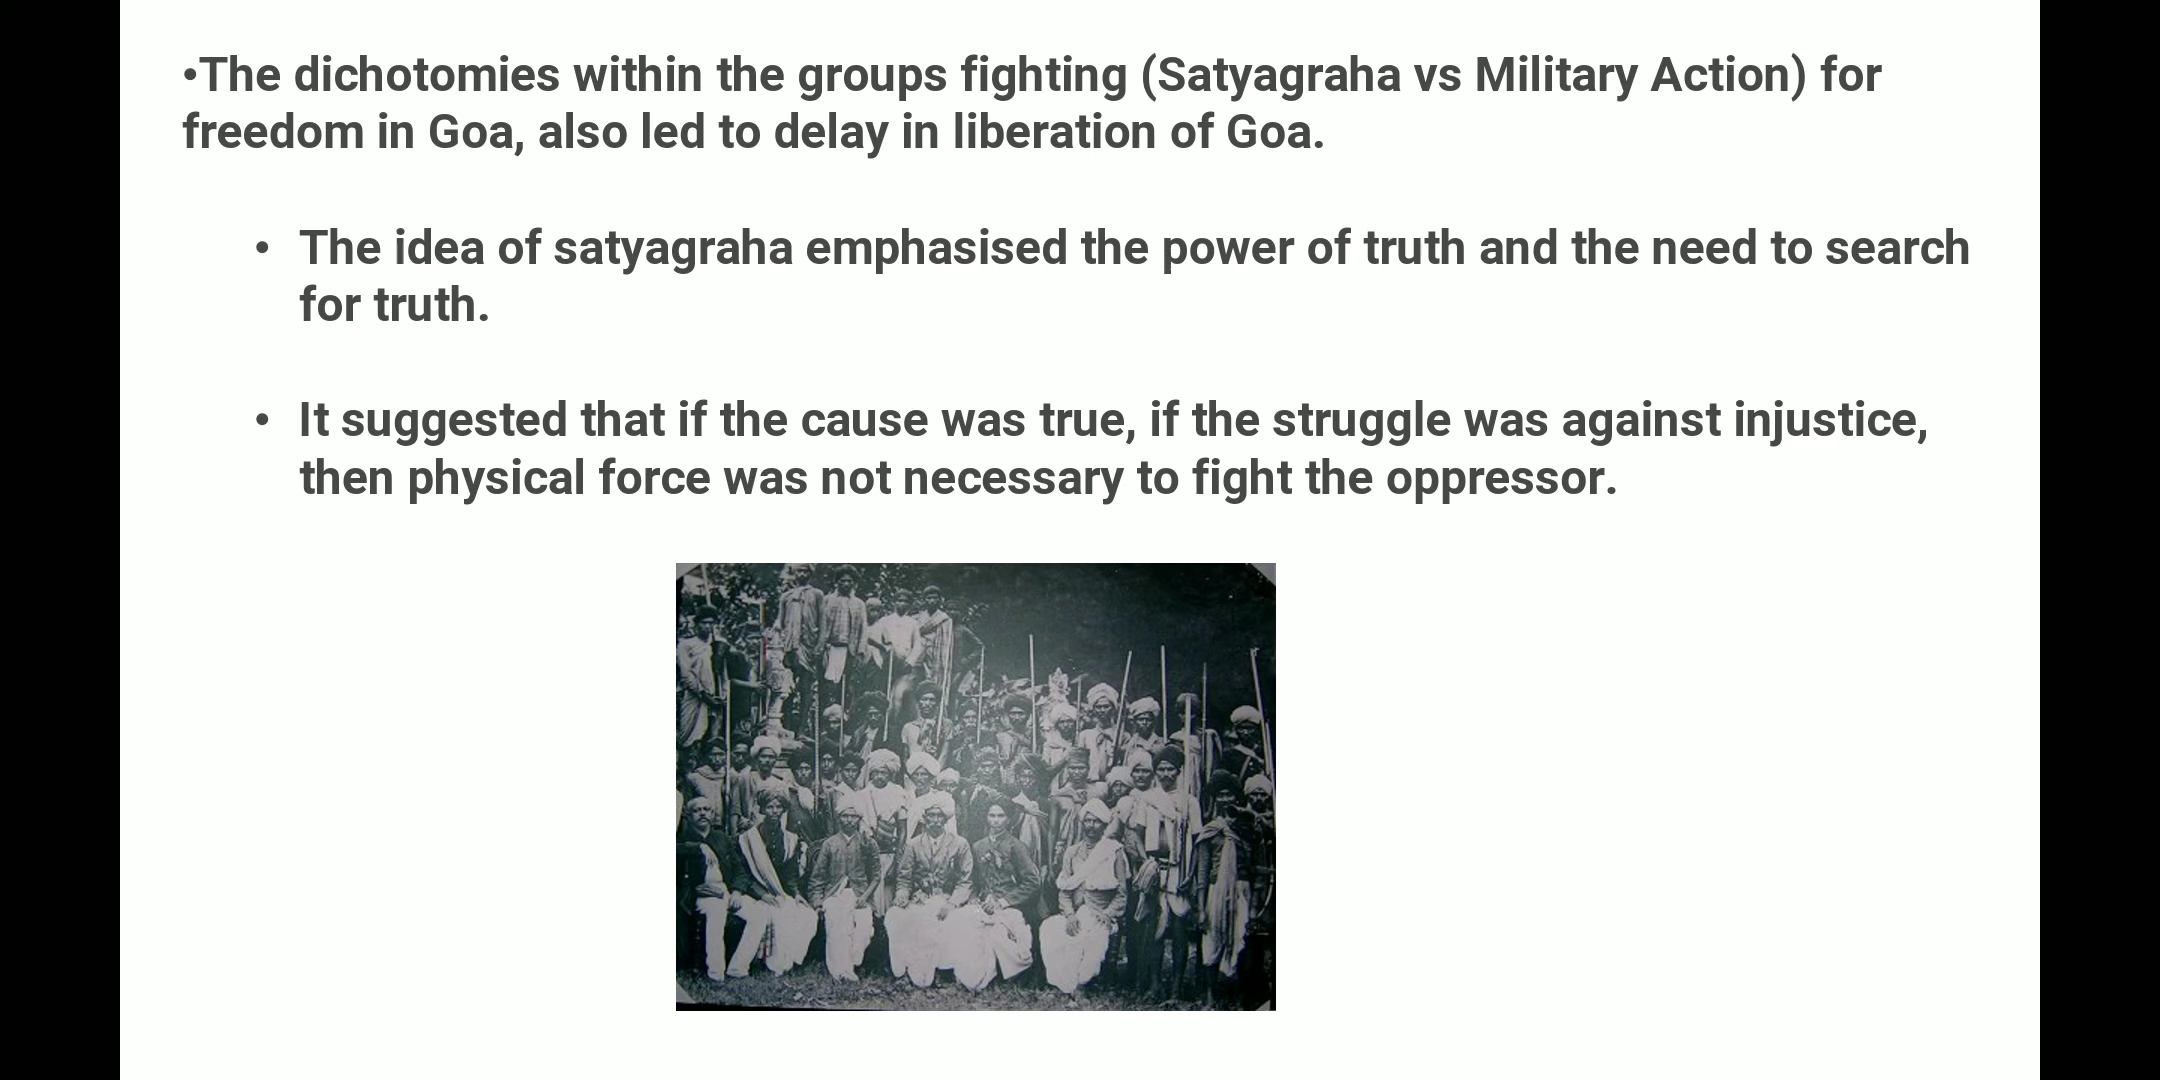 •The dichotomies within the groups fighting (Satyagraha vs Military Action) for
freedom in Goa, also led to delay in liberation of Goa.
• The idea of satyagraha emphasised the power of truth and the need to search
for truth.
• It suggested that if the cause was true, if the struggle was against injustice,
then physical force was not necessary to fight the oppressor.